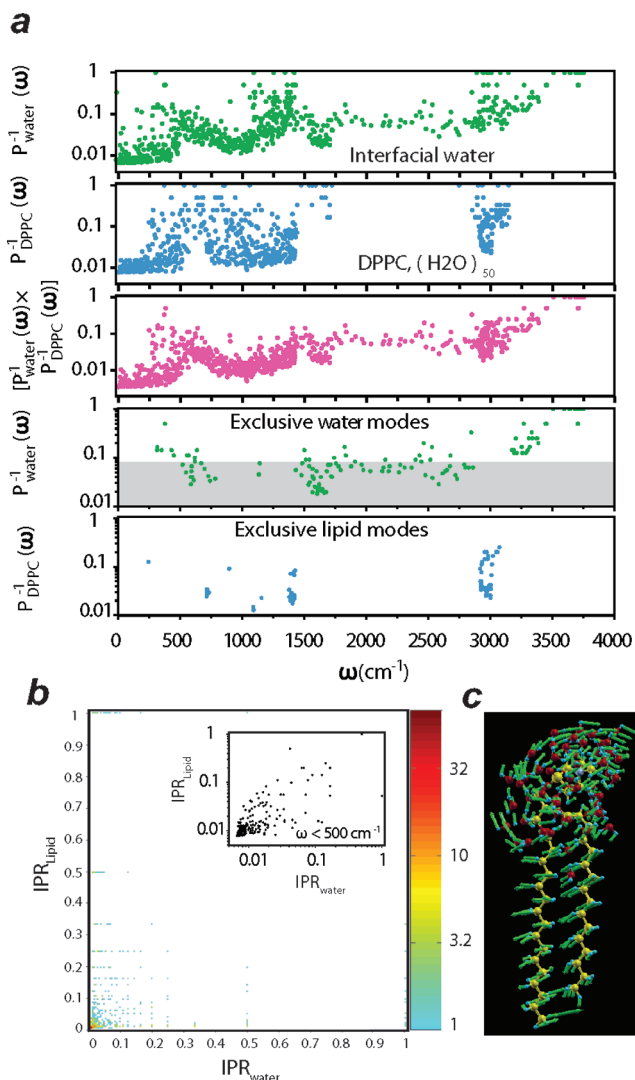 a
1
0.1
0.01
P⁻¹water (ω)
Interfacial water
1
0.1
0.01
P⁻¹DPPC (ω)
DPPC, ( H2O ) 50
1
0.1
0.01
[P⁻¹water (ω) ×
P⁻¹DPPC (ω)]
1
0.1
0.01
P⁻¹water (ω)
Exclusive water modes
1
0.1
0.01
P⁻¹DPPC (ω)
Exclusive lipid modes
0 500 1000 1500 2000 2500 3000 3500 4000
ω(cm⁻¹)
b
1
0.9
0.8
0.7
0.6
0.5
0.4
0.3
0.2
0.1
0
IPRLipid
0 0.1 0.2 0.3 0.4 0.5 0.6 0.7 0.8 0.9 1
IPRwater
1
0.1
0.01
IPRLipid
ω < 500 cm⁻¹
0.01 0.1 1
IPRwater
32
10
3.2
1
c